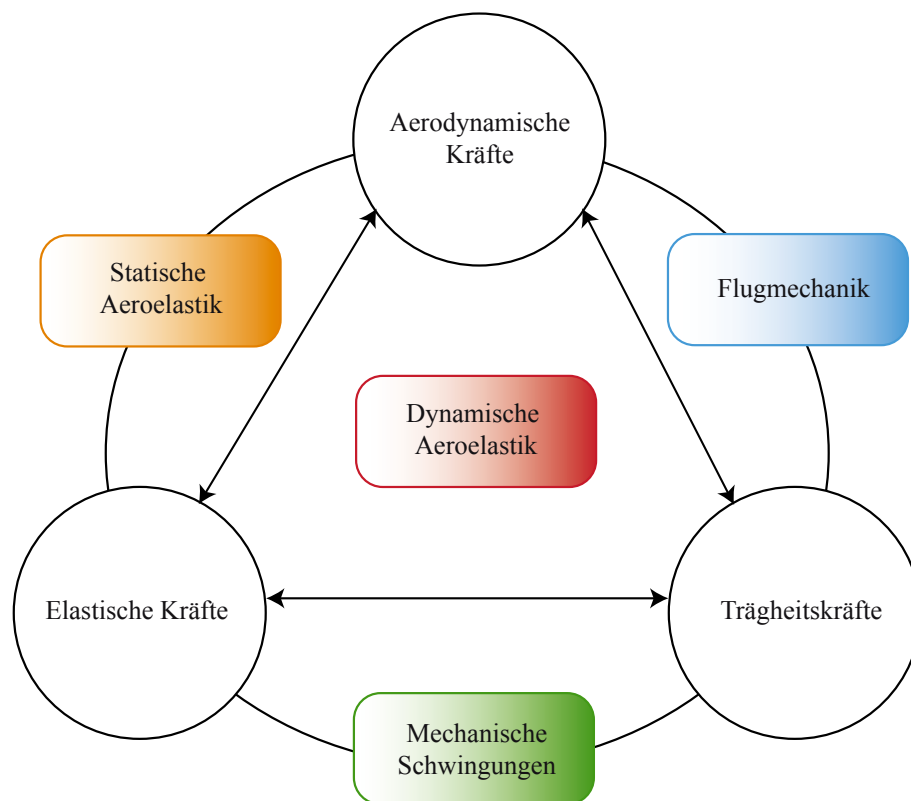 Aerodynamische
Kräfte
Statische
Aeroelastik
Flugmechanik
Dynamische
Aeroelastik
Elastische Kräfte
Trägheitskräfte
Mechanische
Schwingungen